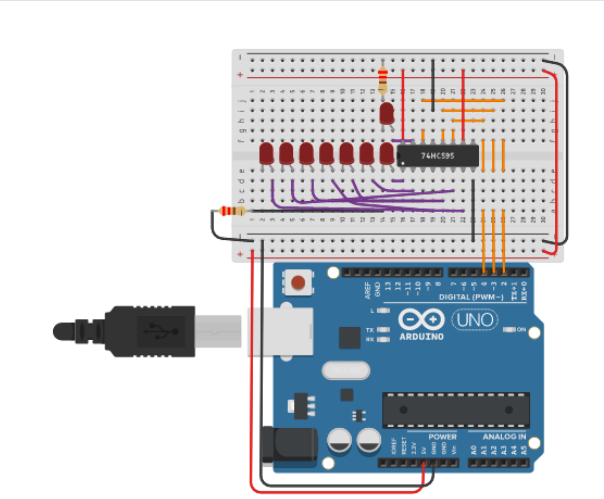 74HC595
AREF
GND
13
12
~11
~10
~9
8
7
~6
~5
4
~3
2
TX→1
RX←0
DIGITAL (PWM~)
L
TX
RX
UNO
ON
ARDUINO
POWER
ANALOG IN
IOREF
RESET
3.3V
5V
GND
GND
Vin
A0
A1
A2
A3
A4
A5